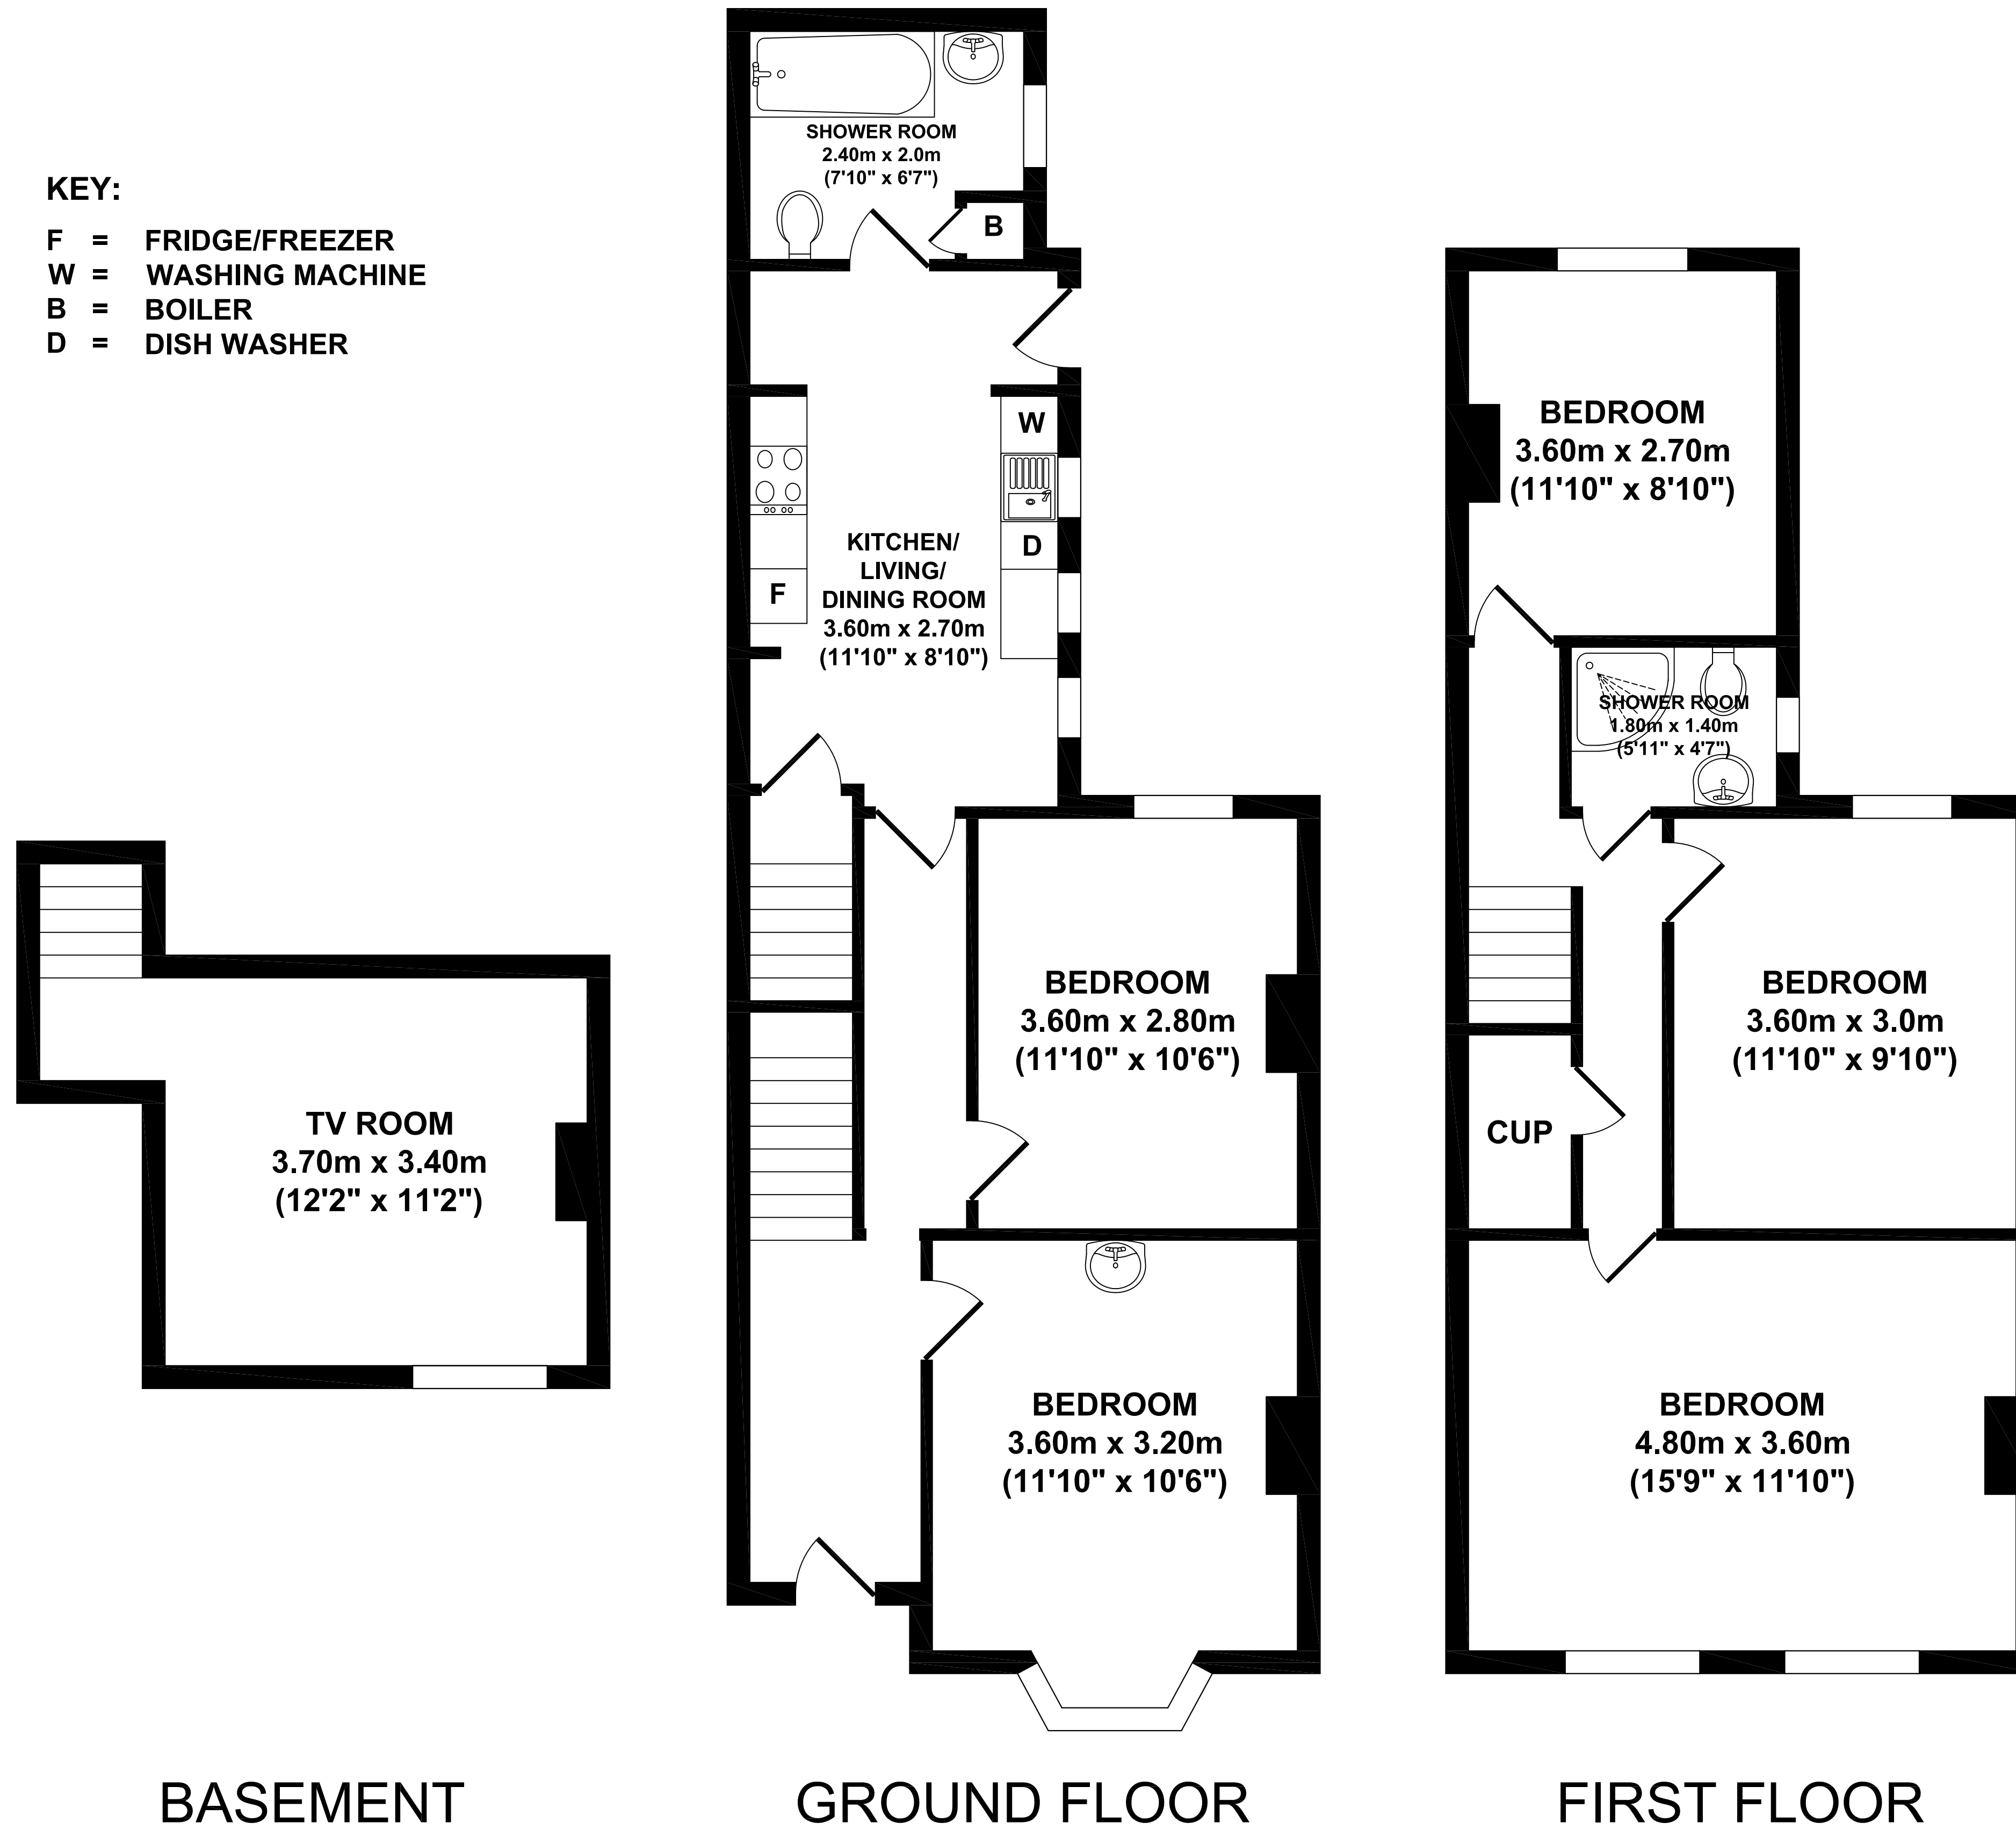 KEY:
F = FRIDGE/FREEZER
W = WASHING MACHINE
B = BOILER
D = DISH WASHER
TV ROOM
3.70m x 3.40m
(12'2" x 11'2")
BASEMENT
SHOWER ROOM
2.40m x 2.0m
(7'10" x 6'7")
B
W
D
F
KITCHEN/
LIVING/
DINING ROOM
3.60m x 2.70m
(11'10" x 8'10")
BEDROOM
3.60m x 2.80m
(11'10" x 10'6")
BEDROOM
3.60m x 3.20m
(11'10" x 10'6")
GROUND FLOOR
BEDROOM
3.60m x 2.70m
(11'10" x 8'10")
SHOWER ROOM
1.80m x 1.40m
(5'11" x 4'7")
BEDROOM
3.60m x 3.0m
(11'10" x 9'10")
CUP
BEDROOM
4.80m x 3.60m
(15'9" x 11'10")
FIRST FLOOR